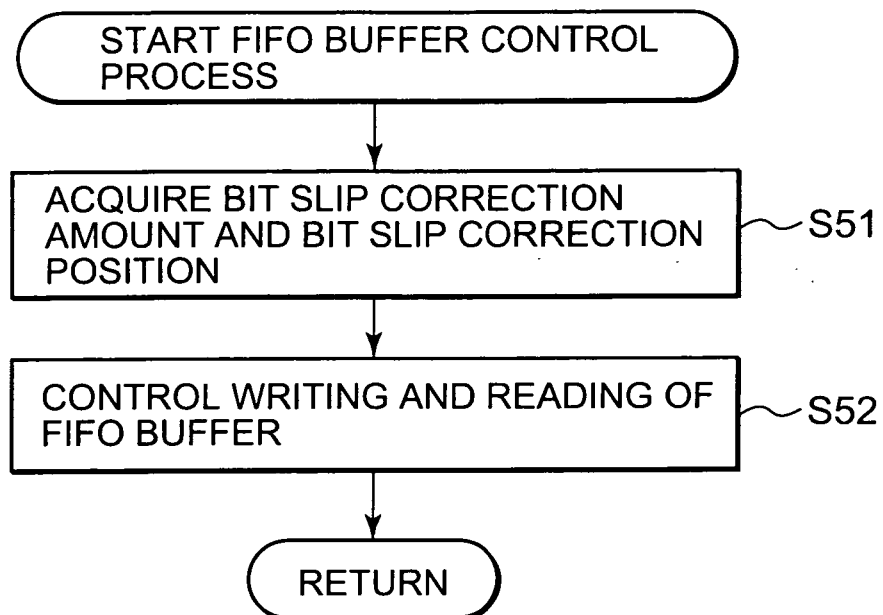 START FIFO BUFFER CONTROL
PROCESS
ACQUIRE BIT SLIP CORRECTION
AMOUNT AND BIT SLIP CORRECTION
POSITION
S51
CONTROL WRITING AND READING OF
FIFO BUFFER
S52
RETURN